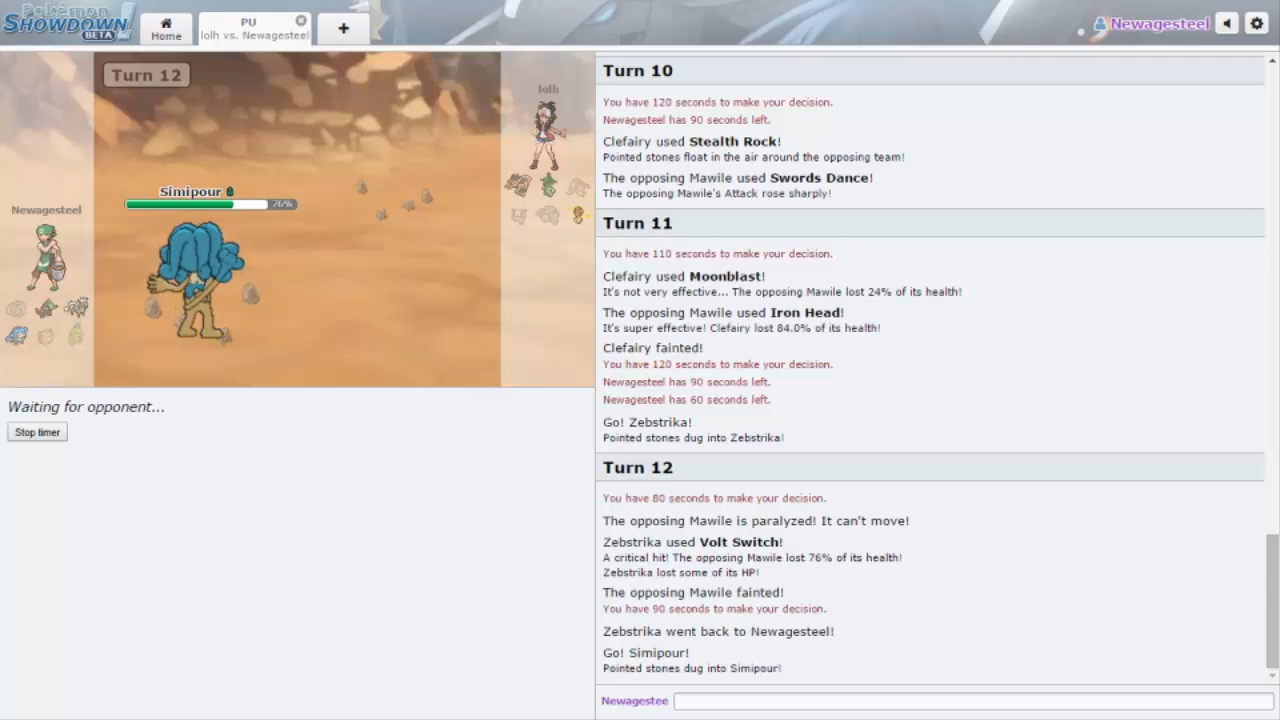 Pokémon
SHOWDOWN!
BETA
Home
PU
lolh vs. Newagesteel
+
Newagesteel
Turn 12
lolh
Simipour
76%
Newagesteel
Waiting for opponent...
Stop timer
Turn 10
You have 120 seconds to make your decision.
Newagesteel has 90 seconds left.
Clefairy used Stealth Rock!
Pointed stones float in the air around the opposing team!
The opposing Mawile used Swords Dance!
The opposing Mawile's Attack rose sharply!
Turn 11
You have 110 seconds to make your decision.
Clefairy used Moonblast!
It's not very effective... The opposing Mawile lost 24% of its health!
The opposing Mawile used Iron Head!
It's super effective! Clefairy lost 84.0% of its health!
Clefairy fainted!
You have 120 seconds to make your decision.
Newagesteel has 90 seconds left.
Newagesteel has 60 seconds left.
Go! Zebstrika!
Pointed stones dug into Zebstrika!
Turn 12
You have 80 seconds to make your decision.
The opposing Mawile is paralyzed! It can't move!
Zebstrika used Volt Switch!
A critical hit! The opposing Mawile lost 76% of its health!
Zebstrika lost some of its HP!
The opposing Mawile fainted!
You have 90 seconds to make your decision.
Zebstrika went back to Newagesteel!
Go! Simipour!
Pointed stones dug into Simipour!
Newagestee